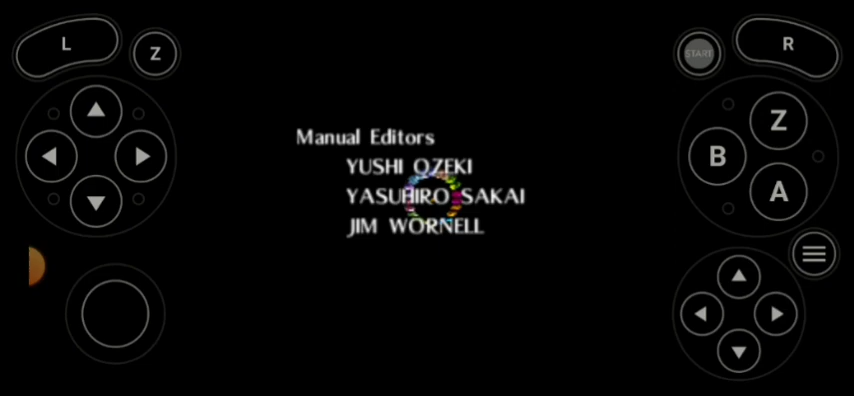 L
Z
START
R
Z
B
A
Manual Editors
YUSHI OZEKI
YASUHIRO SAKAI
JIM WORNELL